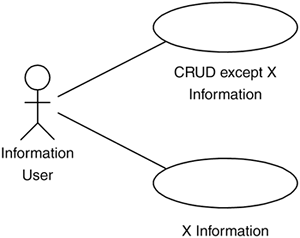 CRUD except X
Information
Information
User
X Information